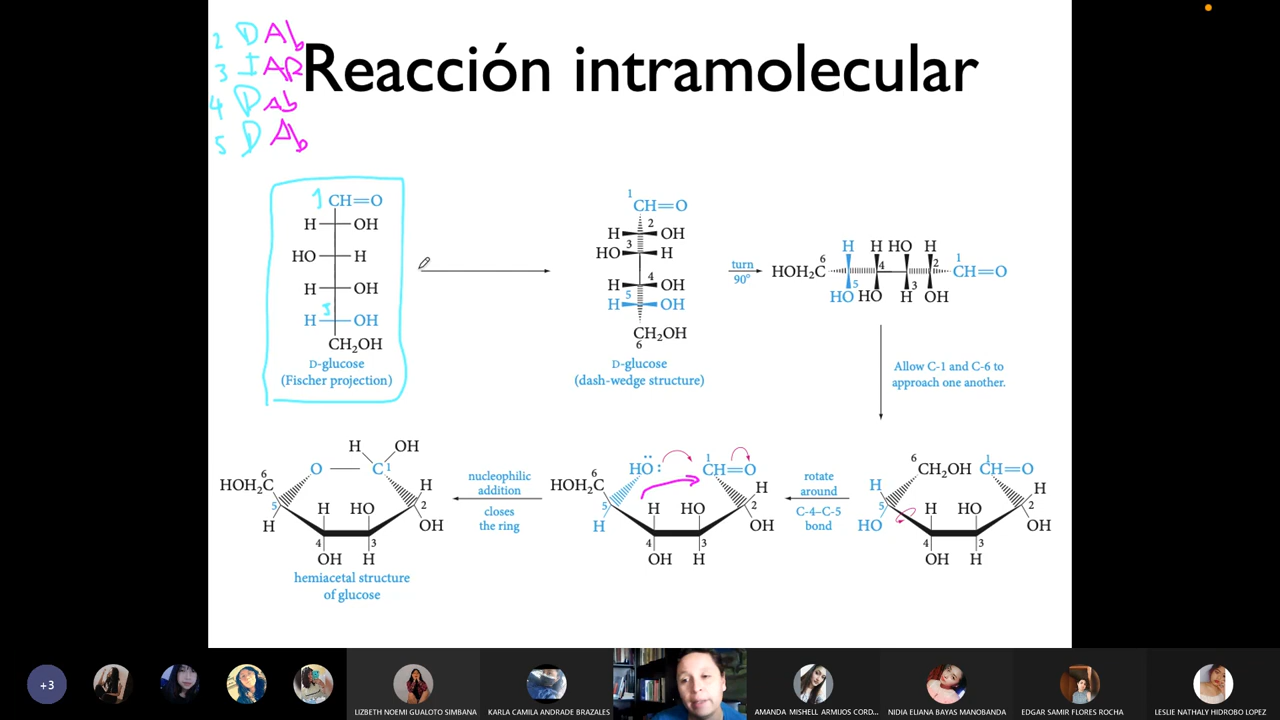 2 D Ab
3 I AR
4 D Ab
5 D Ab
Reacción intramolecular
1 CH=O
H OH
HO H
H OH
5
H OH
CH₂OH
D-glucose
(Fischer projection)
1
CH=O
2
H OH
3
HO H
4
H OH
5
H OH
CH₂OH
6
D-glucose
(dash-wedge structure)
turn
90°
H H HO H
6 4 2 1
HOH₂C CH=O
5 3
HO HO H OH
Allow C-1 and C-6 to
approach one another.
6 1
CH₂OH CH=O
H H
5 H HO 2
HO OH
4 3
OH H
rotate
around
C-4–C-5
bond
1
HO: CH=O
6
HOH₂C H
5 H HO 2
H OH
4 3
OH H
nucleophilic
addition
closes
the ring
H OH
O C 1
6
HOH₂C H
5 H HO 2
H OH
4 3
OH H
hemiacetal structure
of glucose
+3
LIZBETH NOEMI GUALOTO SIMBANA
KARLA CAMILA ANDRADE BRAZALES
AMANDA MISHELL ARMIJOS CORD...
NIDIA ELIANA BAYAS MANOBANDA
EDGAR SAMIR FLORES ROCHA
LESLIE NATHALY HIDROBO LOPEZ